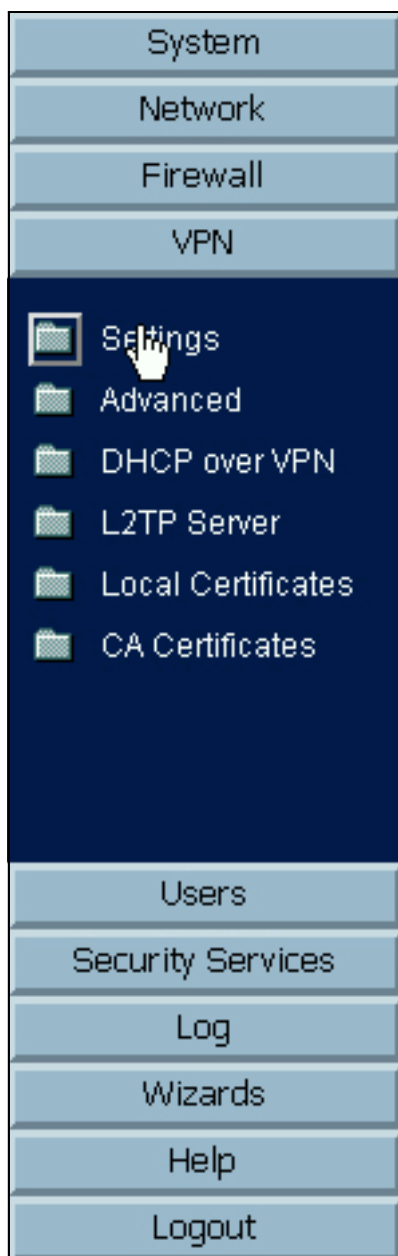 System
Network
Firewall
VPN
Settings
Advanced
DHCP over VPN
L2TP Server
Local Certificates
CA Certificates
Users
Security Services
Log
Wizards
Help
Logout